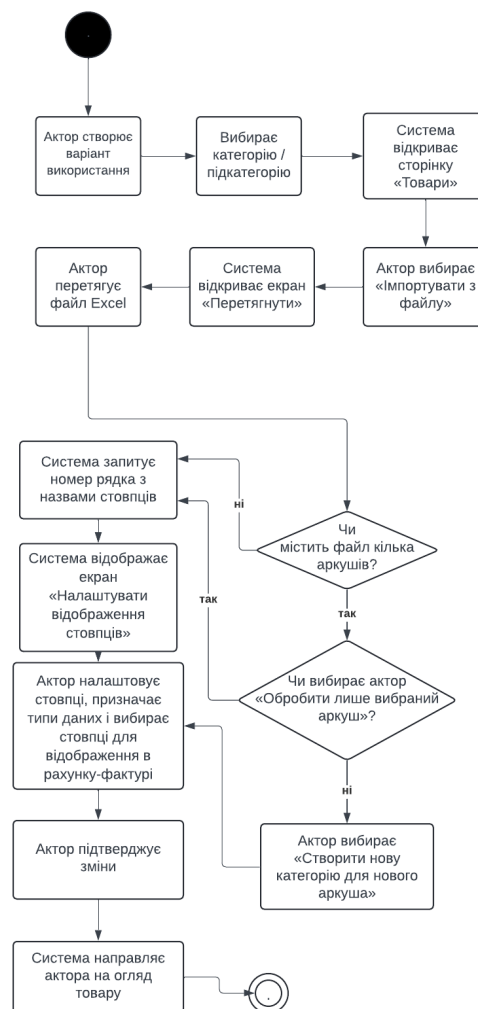 Актор створює
варіант
використання
Вибирає
категорію /
підкатегорію
Система
відкриває
сторінку
«Товари»
Актор
перетягує
файл Excel
Система
відкриває екран
«Перетягнути»
Актор вибирає
«Імпортувати з
файлу»
Система запитує
номер рядка з
назвами стовпців
ні
Чи
містить файл кілька
аркушів?
Система відображає
екран
«Налаштувати
відображення
стовпців»
так
так
Актор налаштовує
стовпці, призначає
типи даних і вибирає
стовпці для
відображення в
рахунку-фактурі
Чи вибирає актор
«Обробити лише вибраний
аркуш»?
ні
Актор підтверджує
зміни
Актор вибирає
«Створити нову
категорію для нового
аркуша»
Система направляє
актора на огляд
товару